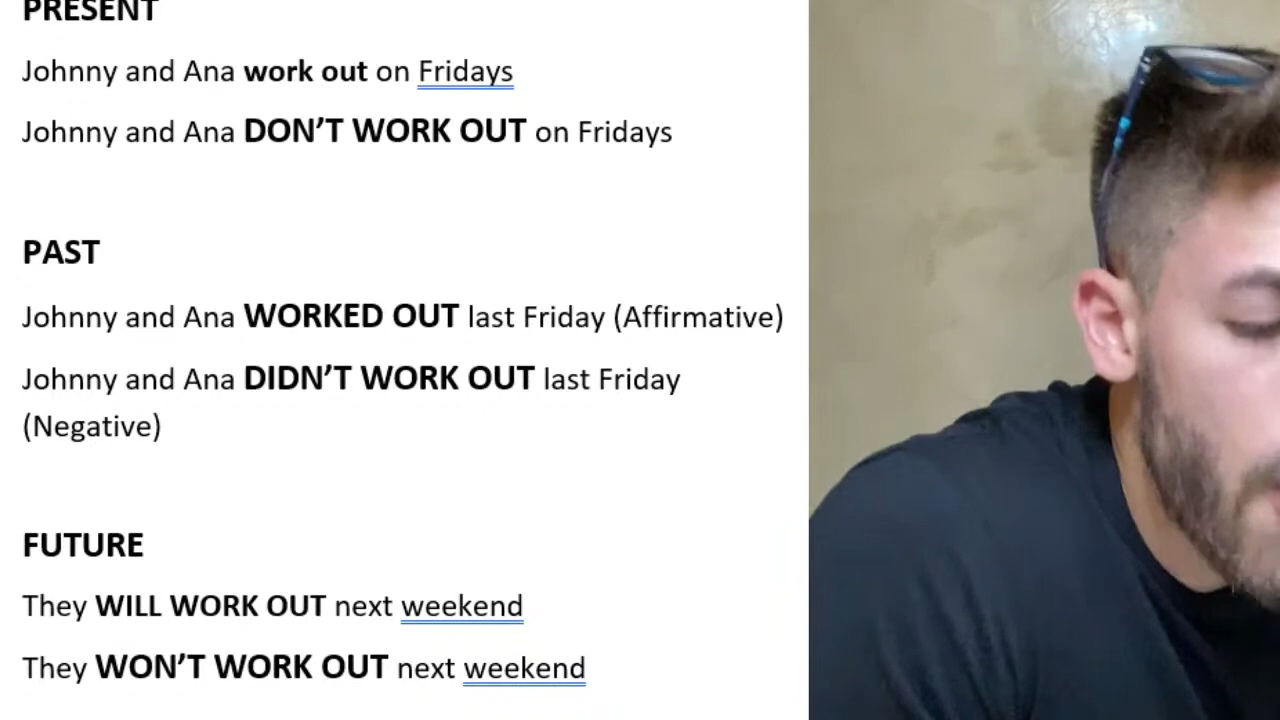 PRESENT
Johnny and Ana work out on Fridays
Johnny and Ana DON’T WORK OUT on Fridays
PAST
Johnny and Ana WORKED OUT last Friday (Affirmative)
Johnny and Ana DIDN’T WORK OUT last Friday
(Negative)
FUTURE
They WILL WORK OUT next weekend
They WON’T WORK OUT next weekend